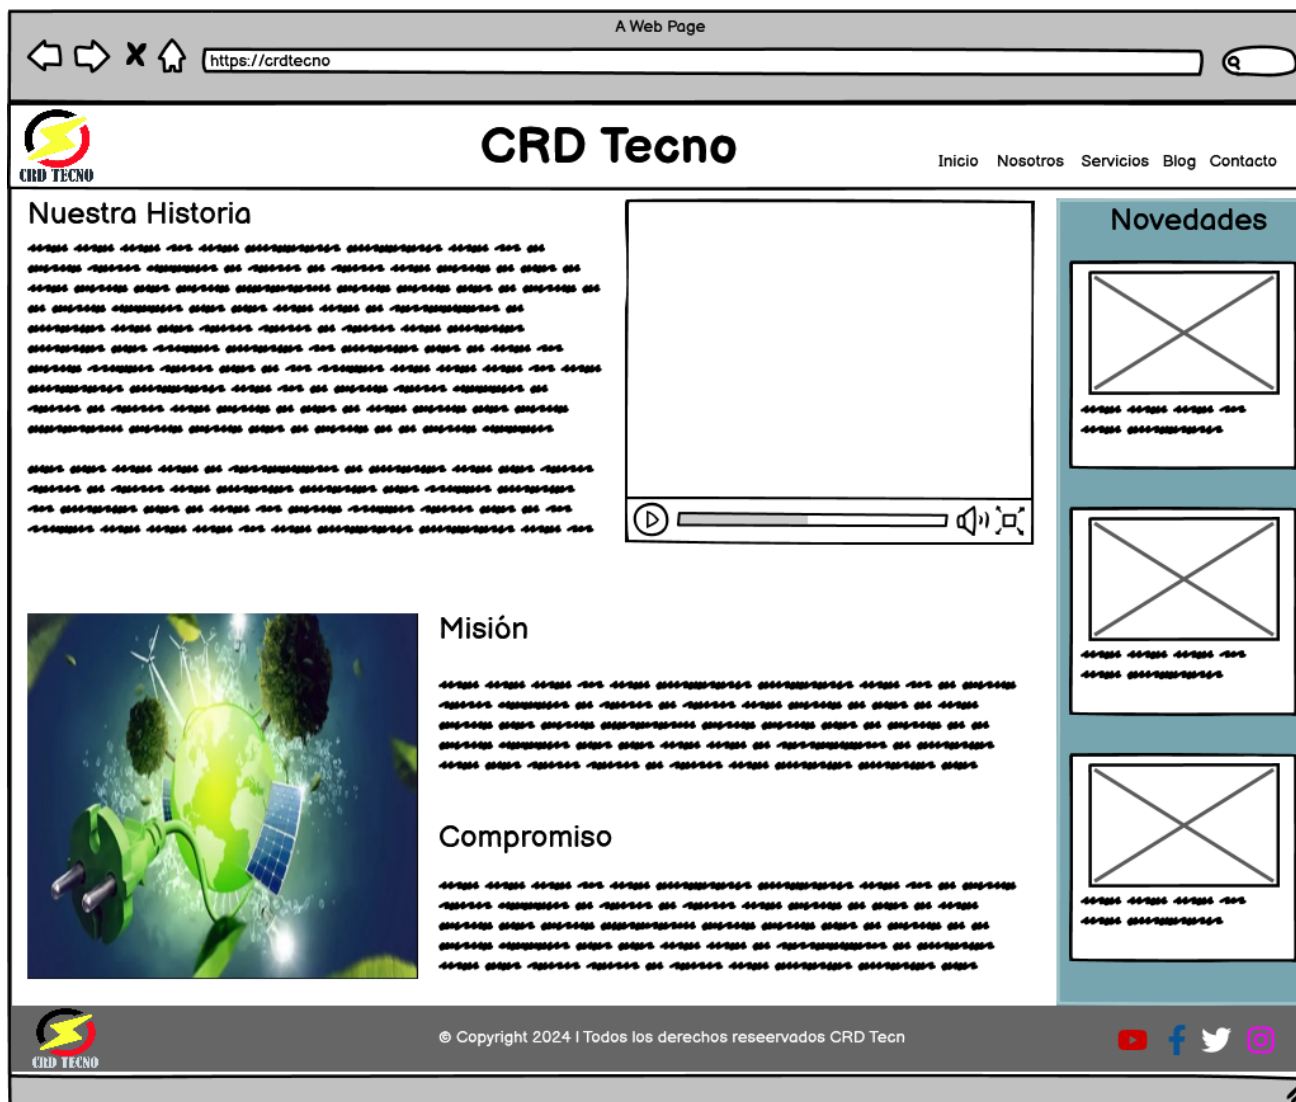 A Web Page
https://crdtecno
CRD TECNO
CRD Tecno
Inicio Nosotros Servicios Blog Contacto
Nuestra Historia
Novedades
Misión
Compromiso
CRD TECNO
© Copyright 2024 | Todos los derechos reseervados CRD Tecn